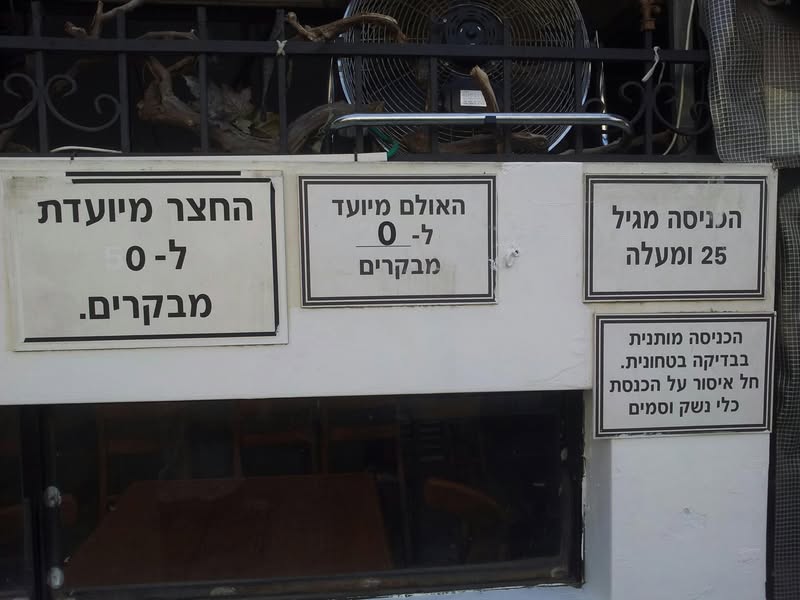 הכניסה מגיל
25 ומעלה
הכניסה מותנית
בבדיקה בטחונית.
חל איסור על הכנסת
כלי נשק וסמים
האולם מיועד
ל- 0
מבקרים
החצר מיועדת
ל- 0
מבקרים.